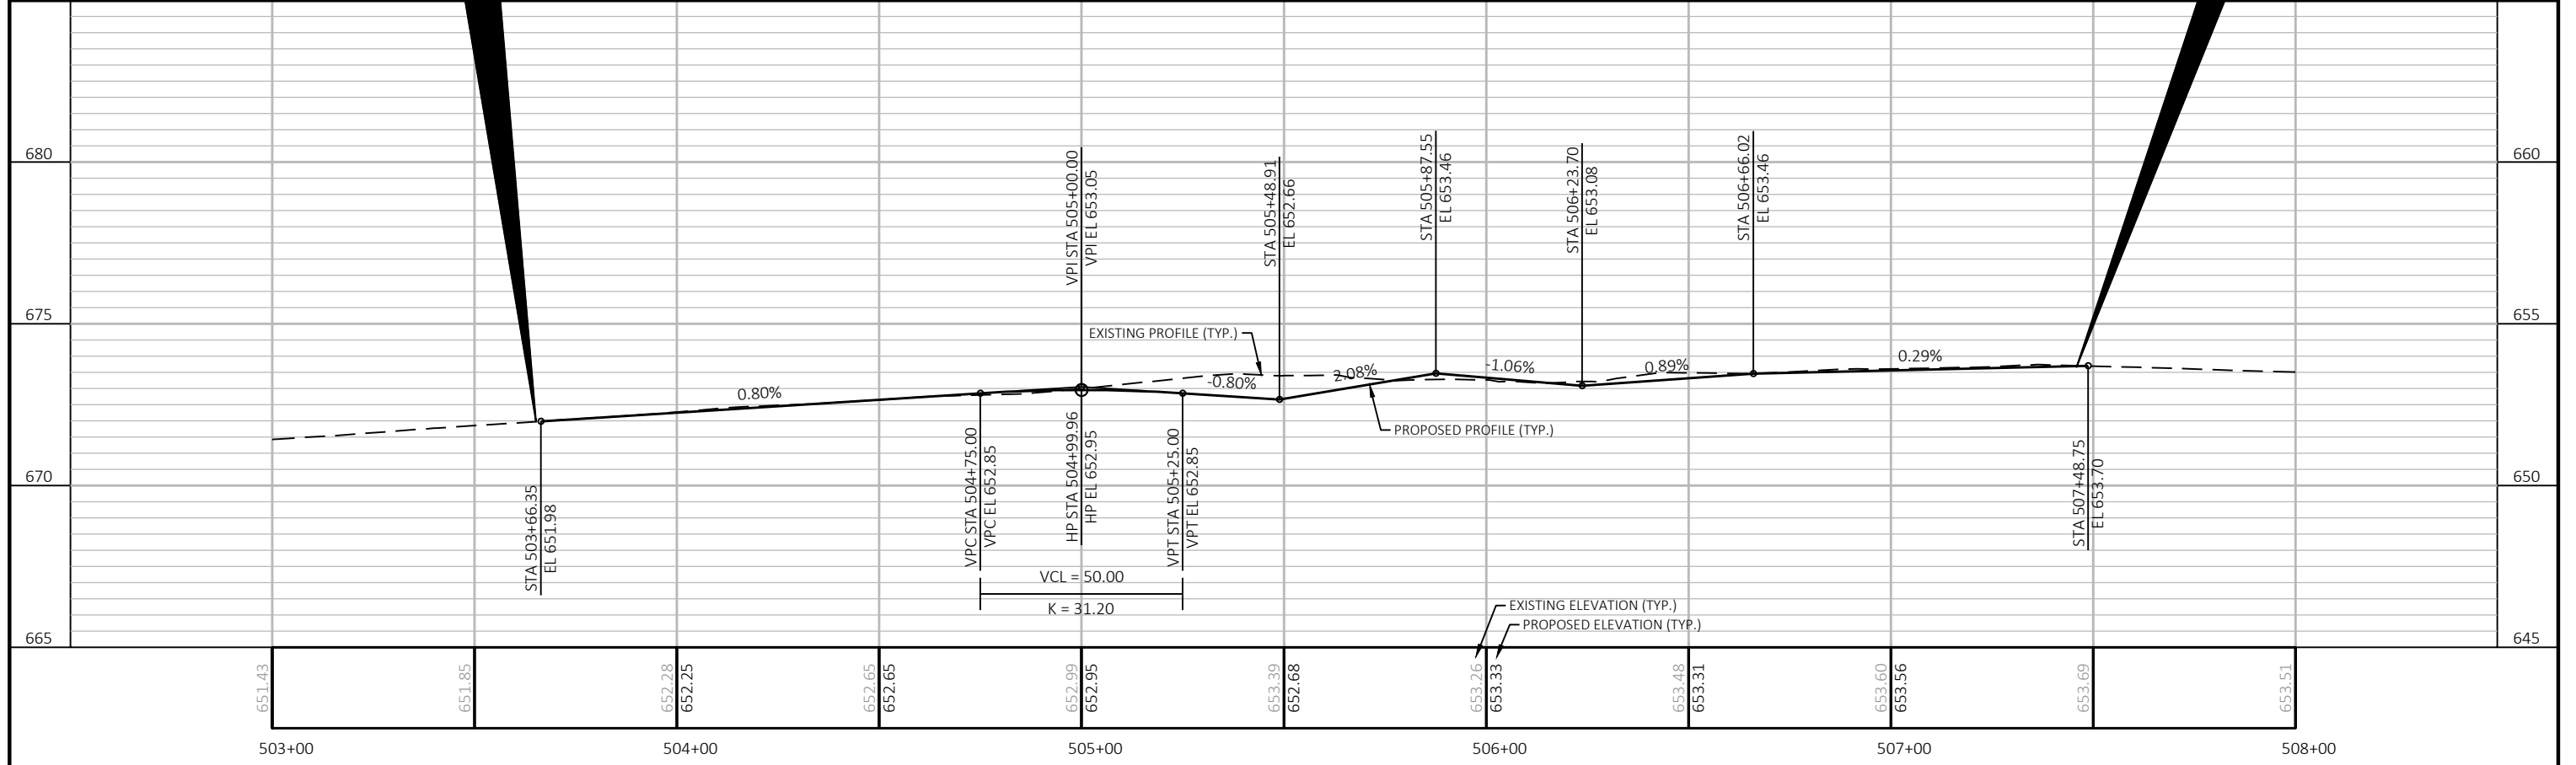 680
675
670
665
660
655
650
645
STA 503+66.35
EL 651.98
0.80%
VPC STA 504+75.00
VPC EL 652.85
VPI STA 505+00.00
VPI EL 653.05
HP STA 504+99.96
HP EL 652.95
VPT STA 505+25.00
VPT EL 652.85
VCL = 50.00
K = 31.20
EXISTING PROFILE (TYP.)
-0.80%
STA 505+48.91
EL 652.66
2.08%
PROPOSED PROFILE (TYP.)
STA 505+87.55
EL 653.46
-1.06%
STA 506+23.70
EL 653.08
0.89%
STA 506+66.02
EL 653.46
0.29%
STA 507+48.75
EL 653.70
EXISTING ELEVATION (TYP.)
PROPOSED ELEVATION (TYP.)
651.43
651.85
652.28
652.25
652.65
652.65
652.99
652.95
653.39
652.68
653.26
653.33
653.48
653.31
653.60
653.56
653.69
653.51
503+00
504+00
505+00
506+00
507+00
508+00